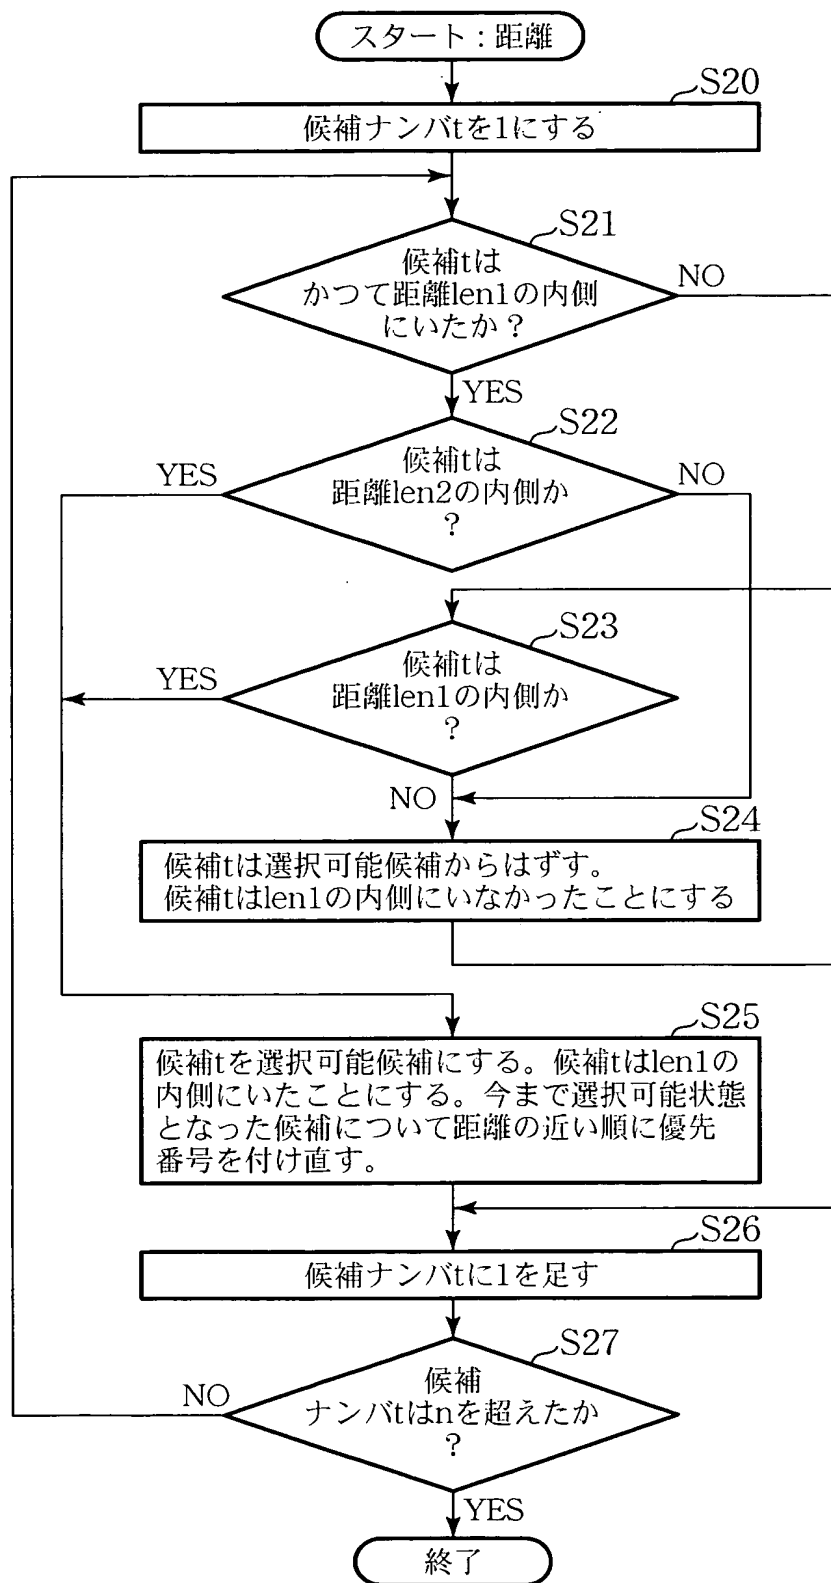 スタート：距離
S20
候補ナンバtを1にする
S21
候補tは
かつて距離len1の内側
にいたか？
NO
YES
S22
候補tは
距離len2の内側か
？
YES
NO
S23
候補tは
距離len1の内側か
？
YES
NO
S24
候補tは選択可能候補からはずす。
候補tはlen1の内側にいなかったことにする
S25
候補tを選択可能候補にする。候補tはlen1の
内側にいたことにする。今まで選択可能状態
となった候補について距離の近い順に優先
番号を付け直す。
S26
候補ナンバtに1を足す
S27
候補
ナンバtはnを超えたか
？
NO
YES
終了